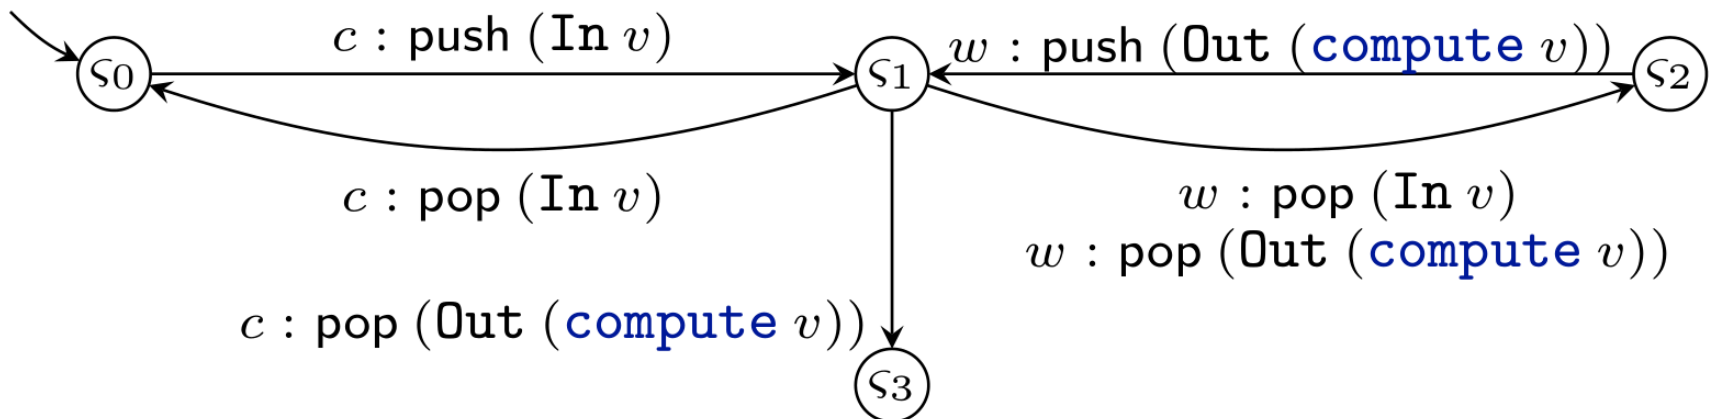 c : push (In v)
w : push (Out (compute v))
ς0
ς1
ς2
c : pop (In v)
w : pop (In v)
w : pop (Out (compute v))
c : pop (Out (compute v))
ς3